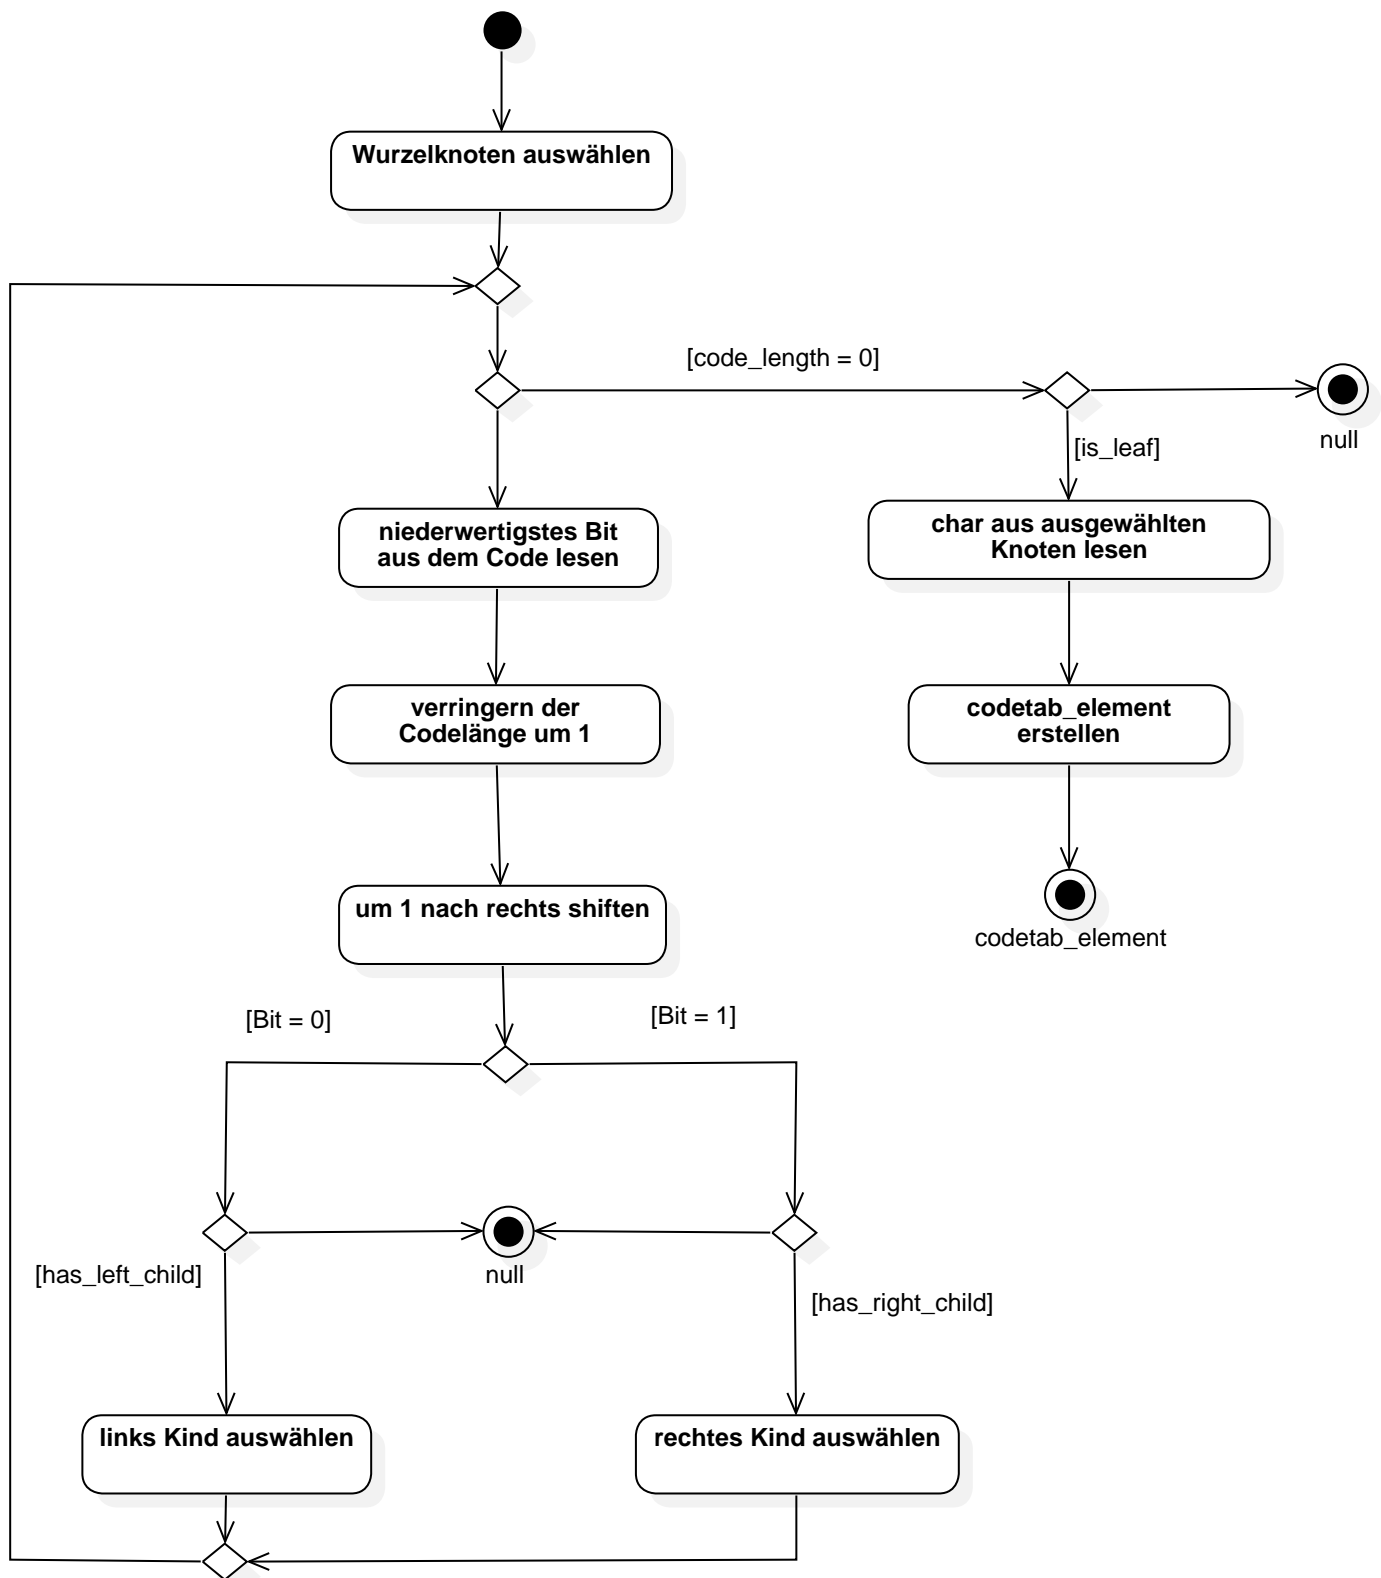 Wurzelknoten auswählen
[code_length = 0]
null
[is_leaf]
niederwertigstes Bit
aus dem Code lesen
char aus ausgewählten
Knoten lesen
verringern der
Codelänge um 1
codetab_element
erstellen
um 1 nach rechts shiften
codetab_element
[Bit = 0]
[Bit = 1]
[has_left_child]
null
[has_right_child]
links Kind auswählen
rechtes Kind auswählen